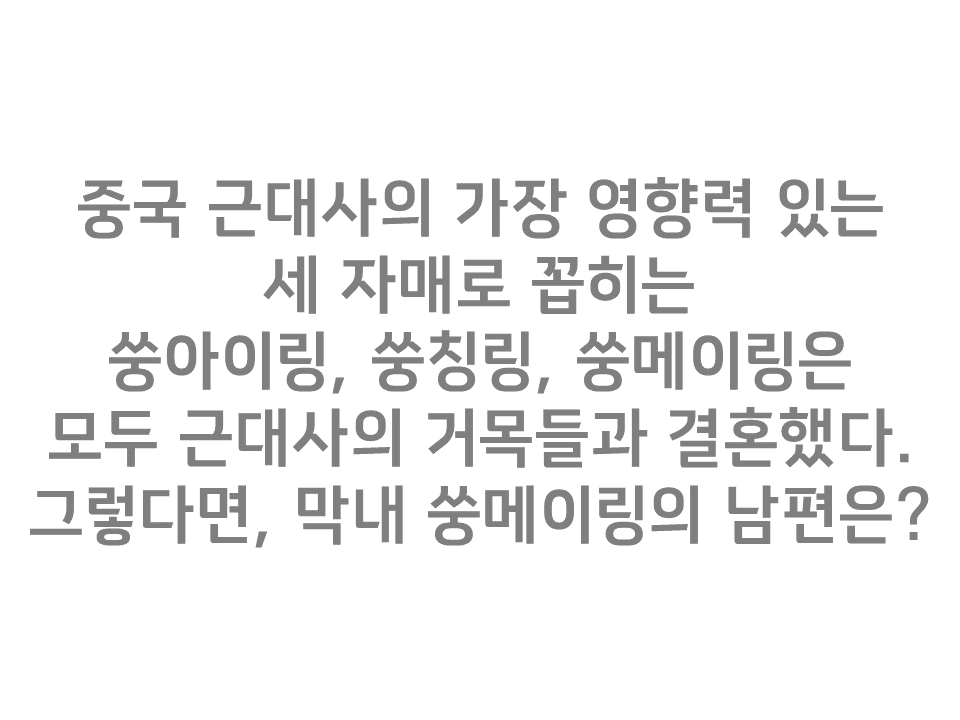 중국 근대사의 가장 영향력 있는
세 자매로 꼽히는
쑹아이링, 쑹칭링, 쑹메이링은
모두 근대사의 거목들과 결혼했다.
그렇다면, 막내 쑹메이링의 남편은?